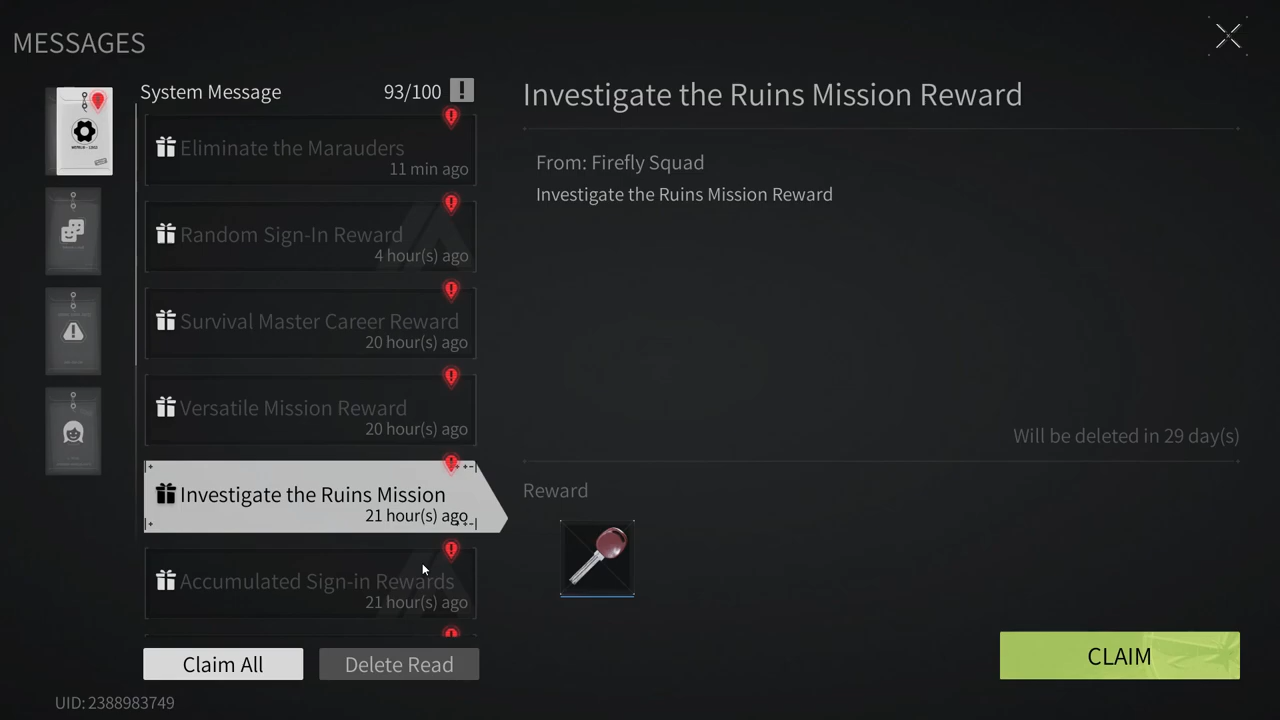 MESSAGES
System Message 93/100
Eliminate the Marauders
11 min ago
Random Sign-In Reward
4 hour(s) ago
Survival Master Career Reward
20 hour(s) ago
Versatile Mission Reward
20 hour(s) ago
Investigate the Ruins Mission
21 hour(s) ago
Accumulated Sign-in Rewards
21 hour(s) ago
Claim All
Delete Read
UID: 2388983749
Investigate the Ruins Mission Reward
From: Firefly Squad
Investigate the Ruins Mission Reward
Will be deleted in 29 day(s)
Reward
CLAIM